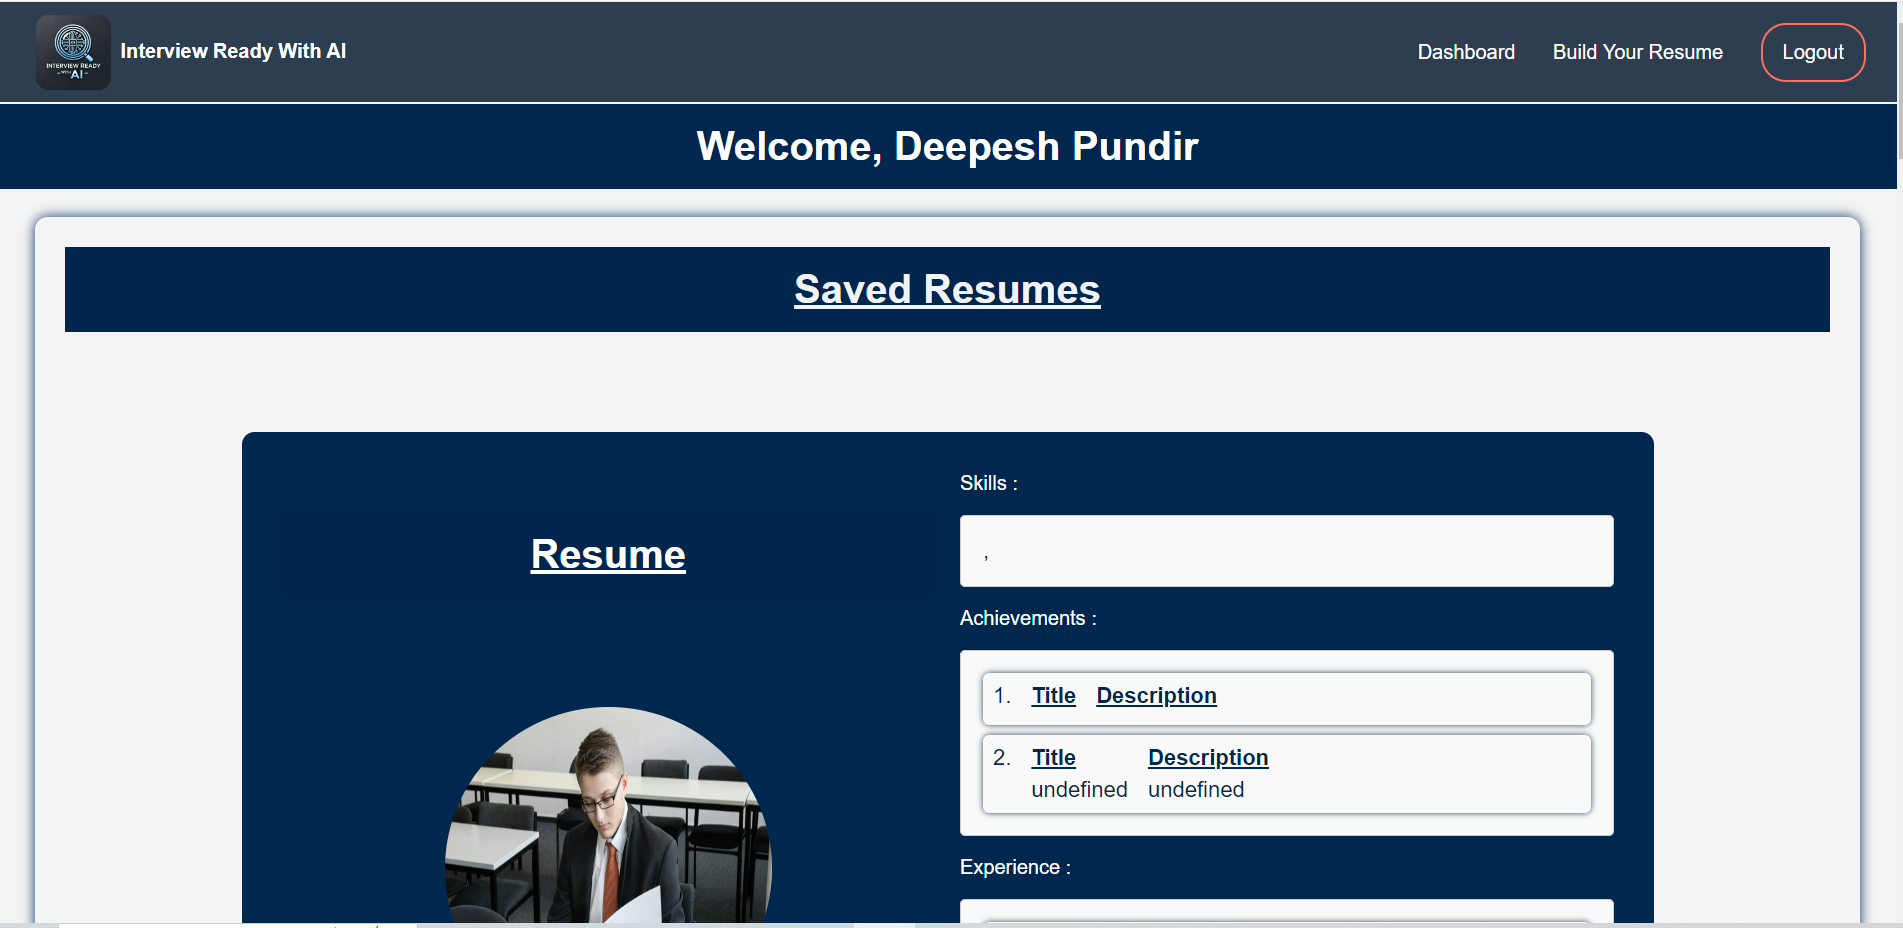 INTERVIEW READY
WITH AI
Interview Ready With AI
Dashboard
Build Your Resume
Logout
Welcome, Deepesh Pundir
Saved Resumes
Resume
Skills :
,
Achievements :
1. Title Description
2. Title Description
undefined undefined
Experience :